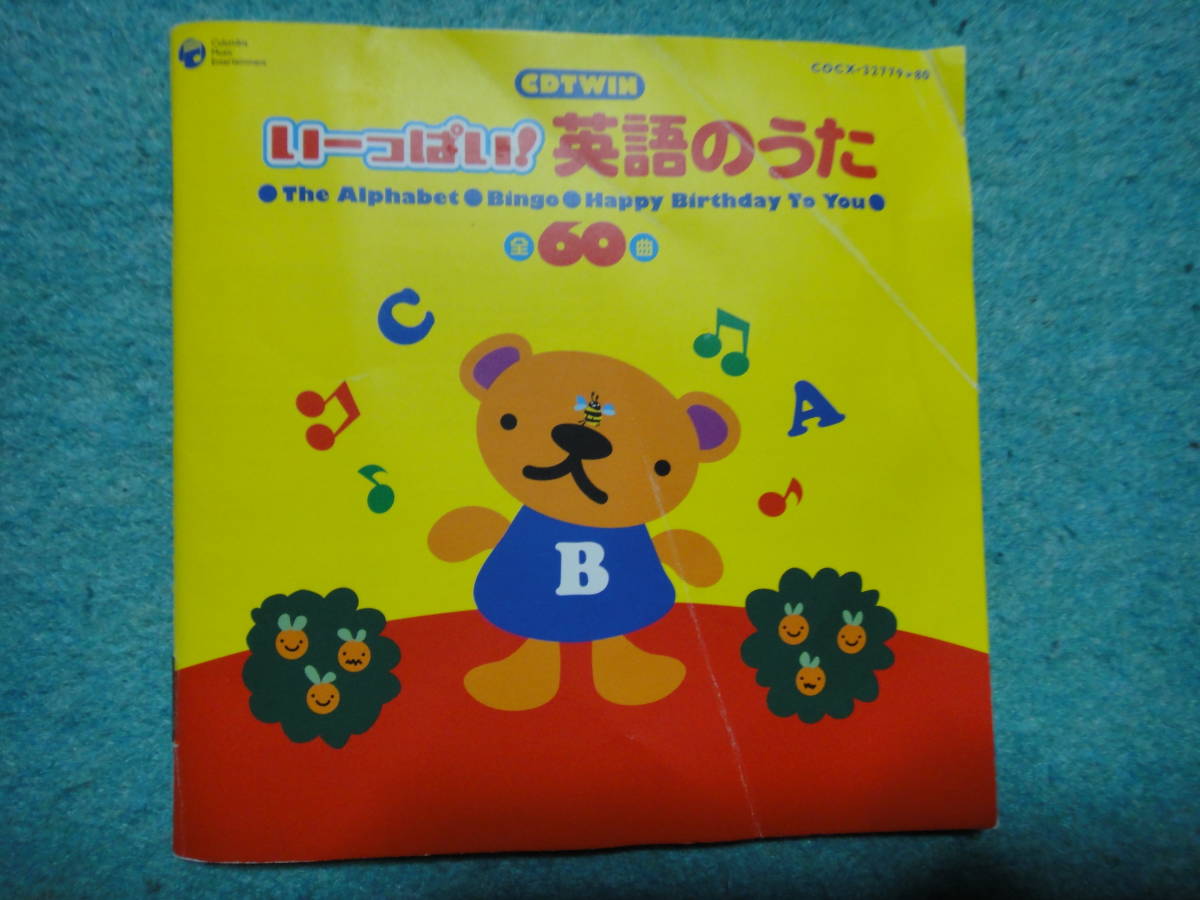 Columbia
Music
Entertainment
COCX-32779▸80
CDTWIN
いーっぱい!英語のうた
●The Alphabet●Bingo●Happy Birthday To You●
全60曲
C
A
B